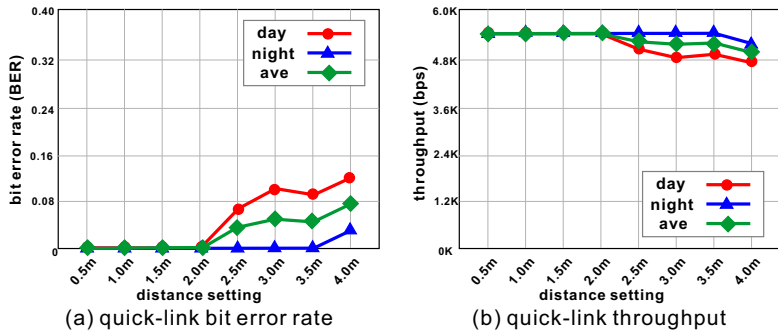 0.40
0.32
0.24
0.16
0.08
0
bit error rate (BER)
day
night
ave
0.5m
1.0m
1.5m
2.0m
2.5m
3.0m
3.5m
4.0m
distance setting
(a) quick-link bit error rate
6.0K
4.8K
3.6K
2.4K
1.2K
0K
throughput (bps)
day
night
ave
0.5m
1.0m
1.5m
2.0m
2.5m
3.0m
3.5m
4.0m
distance setting
(b) quick-link throughput